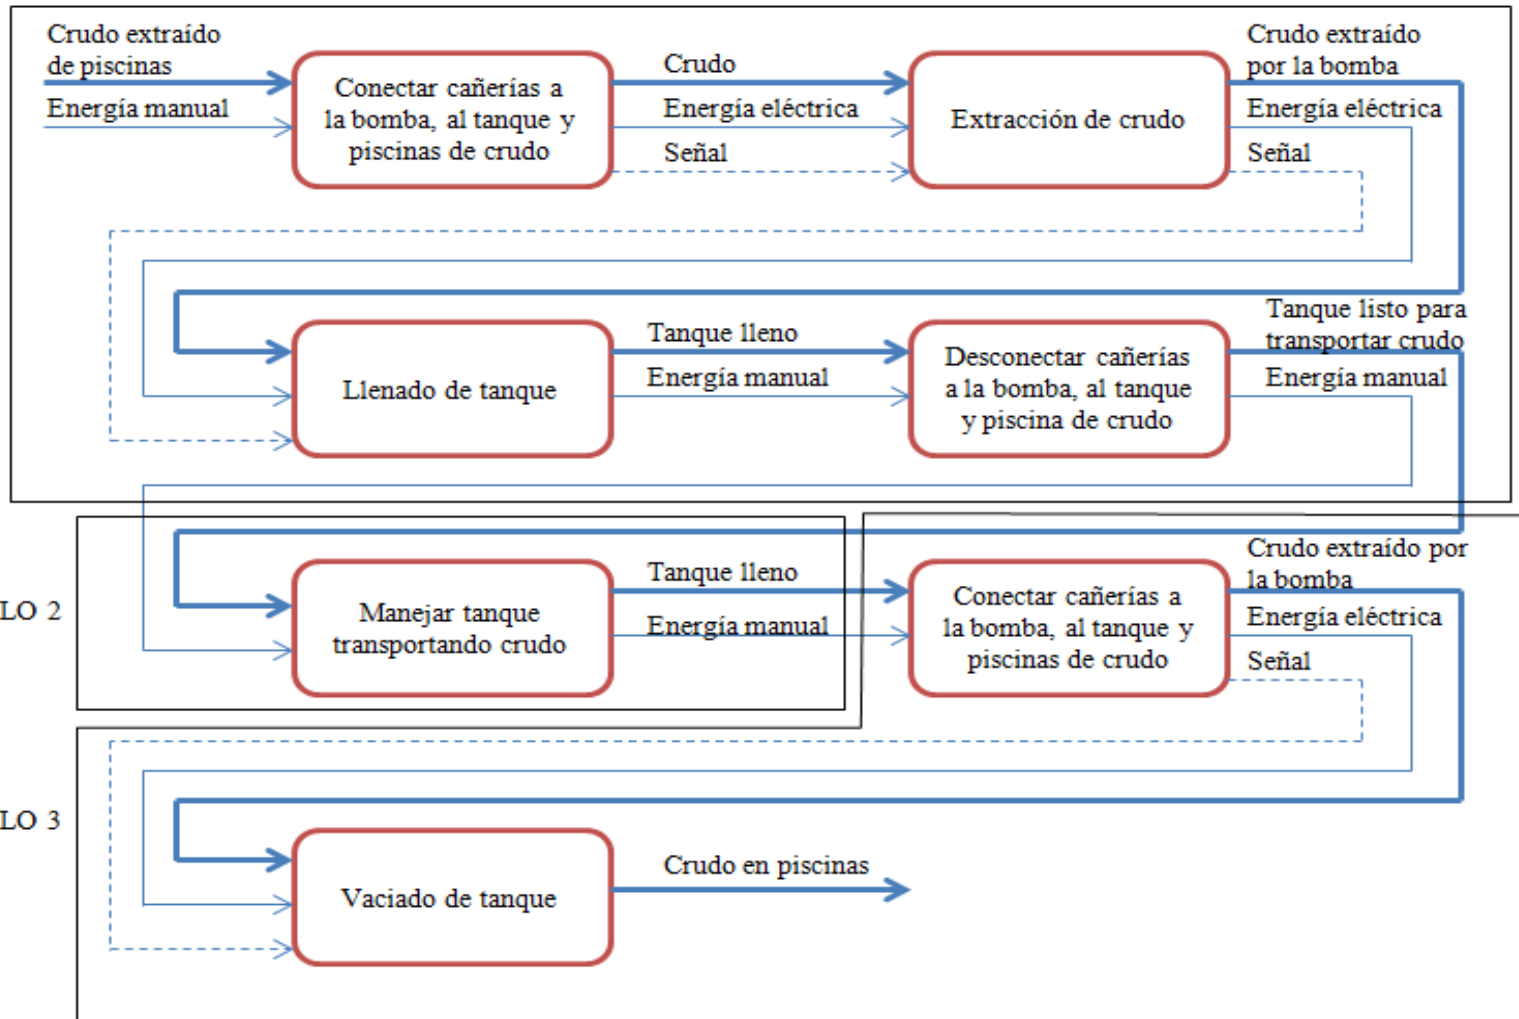 Crudo extraído
de piscinas
Energía manual
Conectar cañerías a
la bomba, al tanque y
piscinas de crudo
Crudo
Energía eléctrica
Señal
Extracción de crudo
Crudo extraído
por la bomba
Energía eléctrica
Señal
Llenado de tanque
Tanque lleno
Energía manual
Desconectar cañerías
a la bomba, al tanque
y piscina de crudo
Tanque listo para
transportar crudo
Energía manual
LO 2
Manejar tanque
transportando crudo
Tanque lleno
Energía manual
Conectar cañerías a
la bomba, al tanque y
piscinas de crudo
Crudo extraído por
la bomba
Energía eléctrica
Señal
LO 3
Vaciado de tanque
Crudo en piscinas